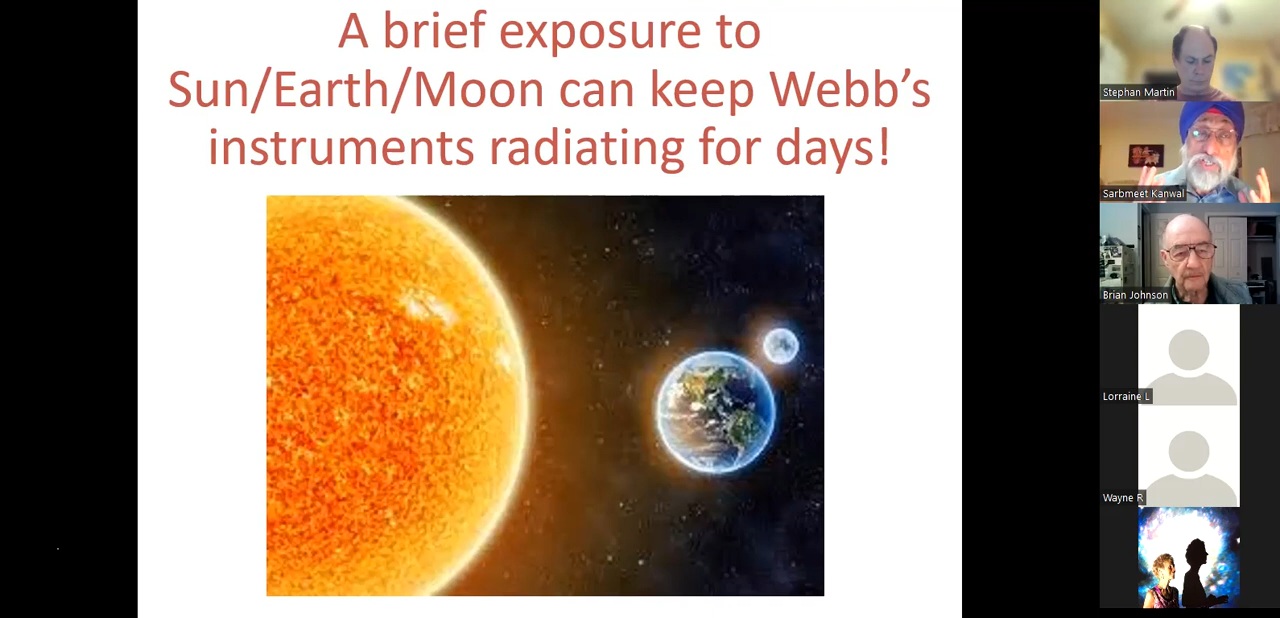 A brief exposure to
Sun/Earth/Moon can keep Webb’s
instruments radiating for days!
Stephan Martin
Sarbmeet Kanwal
Brian Johnson
Lorraine L
Wayne R